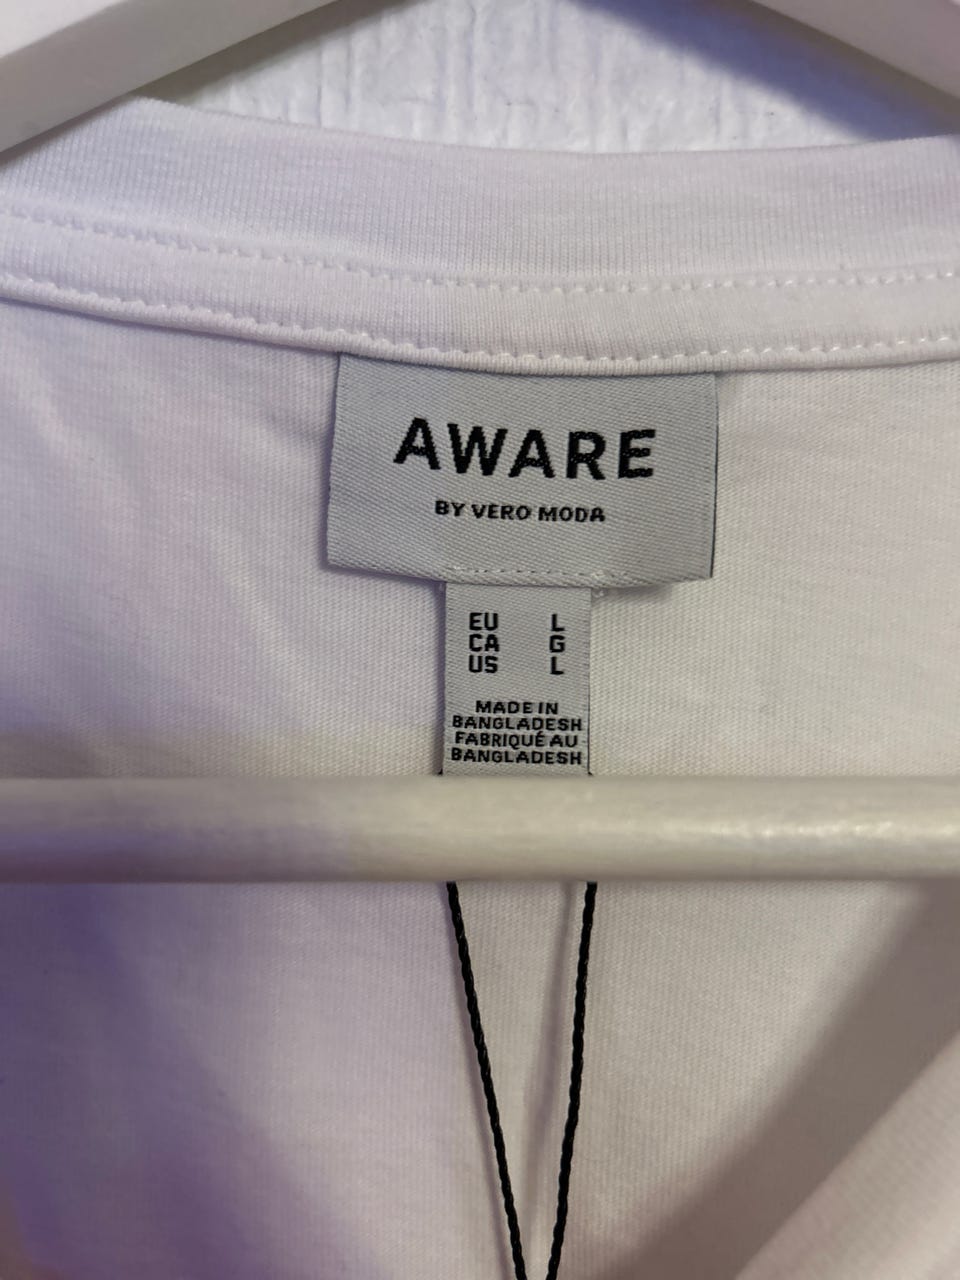 AWARE
BY VERO MODA
EU L
CA G
US L
MADE IN
BANGLADESH
FABRIQUÉ AU
BANGLADESH